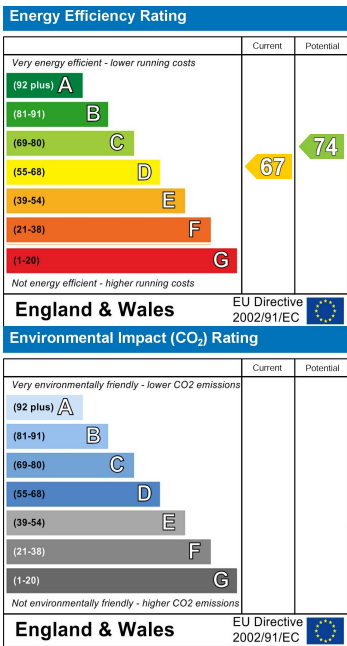 Energy Efficiency Rating
Current Potential
Very energy efficient - lower running costs
(92 plus) A
(81-91) B
(69-80) C
74
(55-68) D
67
(39-54) E
(21-38) F
(1-20) G
Not energy efficient - higher running costs
England & Wales
EU Directive
2002/91/EC
Environmental Impact (CO₂) Rating
Current Potential
Very environmentally friendly - lower CO2 emissions
(92 plus) A
(81-91) B
(69-80) C
(55-68) D
(39-54) E
(21-38) F
(1-20) G
Not environmentally friendly - higher CO2 emissions
England & Wales
EU Directive
2002/91/EC